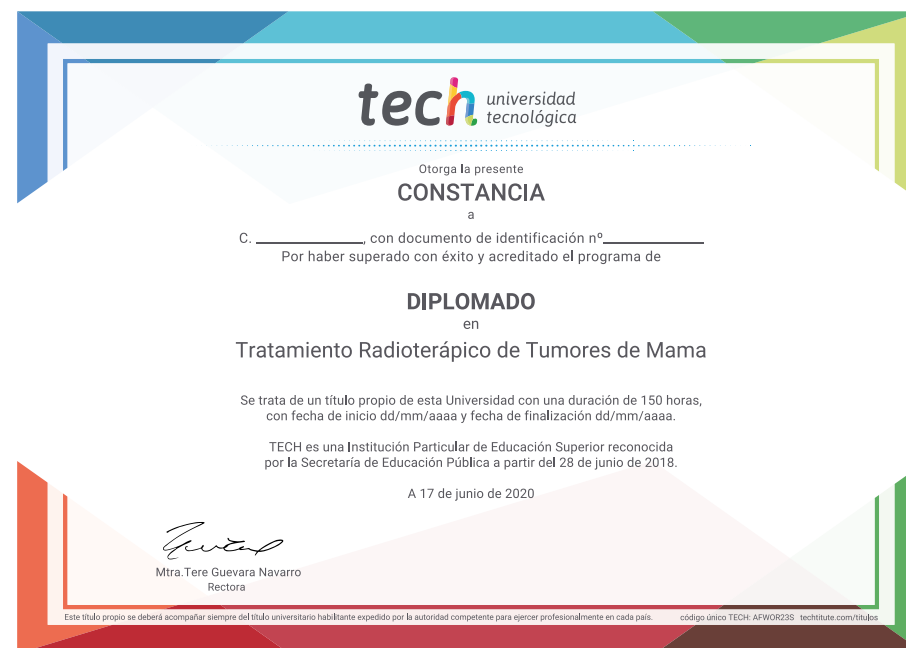 tech universidad
tecnológica
Otorga la presente
CONSTANCIA
a
C. ____________, con documento de identificación nº____________
Por haber superado con éxito y acreditado el programa de
DIPLOMADO
en
Tratamiento Radioterápico de Tumores de Mama
Se trata de un título propio de esta Universidad con una duración de 150 horas,
con fecha de inicio dd/mm/aaaa y fecha de finalización dd/mm/aaaa.
TECH es una Institución Particular de Educación Superior reconocida
por la Secretaría de Educación Pública a partir del 28 de junio de 2018.
A 17 de junio de 2020
Mtra.Tere Guevara Navarro
Rectora
Este título propio se deberá acompañar siempre del título universitario habilitante expedido por la autoridad competente para ejercer profesionalmente en cada país. código único TECH: AFWOR23S techtitute.com/titulos